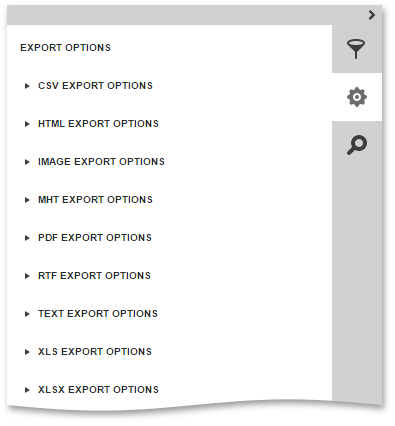 EXPORT OPTIONS
CSV EXPORT OPTIONS
HTML EXPORT OPTIONS
IMAGE EXPORT OPTIONS
MHT EXPORT OPTIONS
PDF EXPORT OPTIONS
RTF EXPORT OPTIONS
TEXT EXPORT OPTIONS
XLS EXPORT OPTIONS
XLSX EXPORT OPTIONS